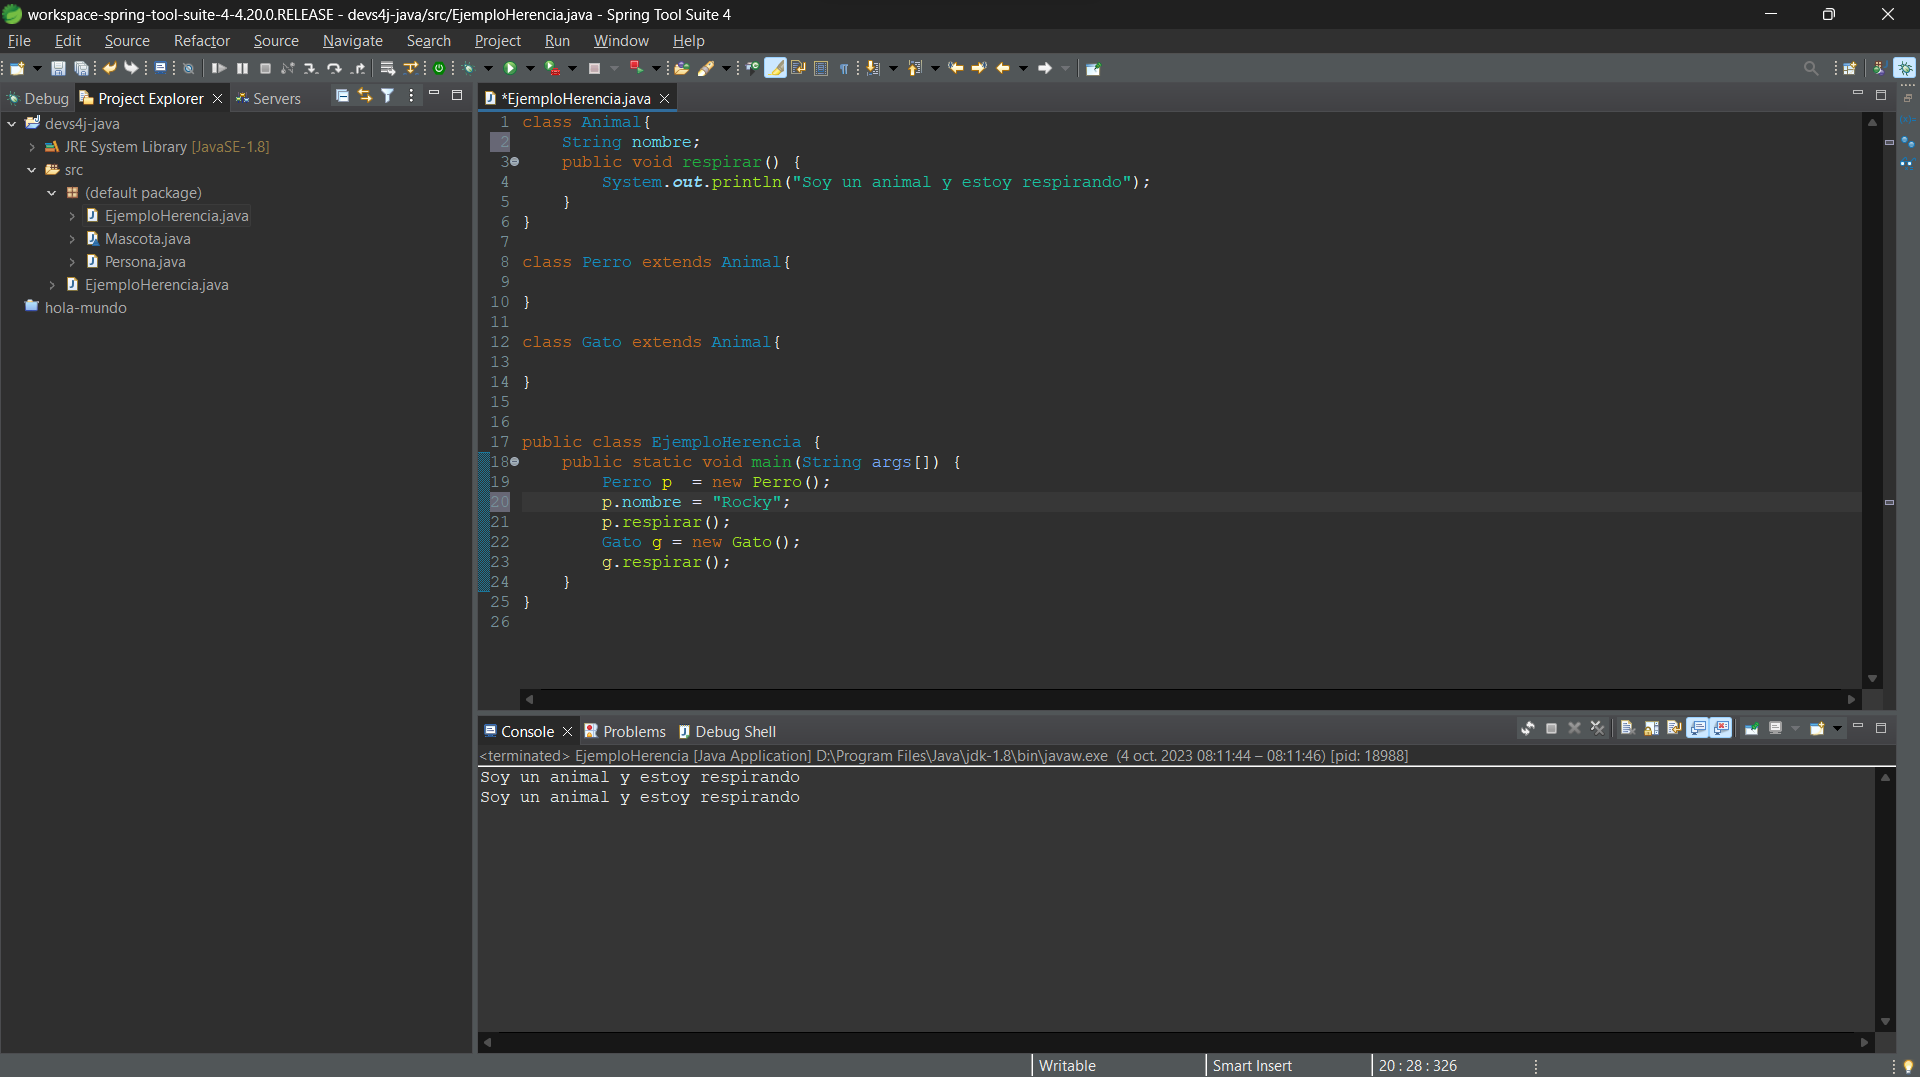 workspace-spring-tool-suite-4-4.20.0.RELEASE - devs4j-java/src/EjemploHerencia.java - Spring Tool Suite 4
File Edit Source Refactor Source Navigate Search Project Run Window Help
Debug Project Explorer Servers
devs4j-java
JRE System Library [JavaSE-1.8]
src
(default package)
EjemploHerencia.java
Mascota.java
Persona.java
EjemploHerencia.java
hola-mundo
*EjemploHerencia.java
1 class Animal{
2 String nombre;
3 public void respirar() {
4 System.out.println("Soy un animal y estoy respirando");
5 }
6 }
7
8 class Perro extends Animal{
9
10 }
11
12 class Gato extends Animal{
13
14 }
15
16
17 public class EjemploHerencia {
18 public static void main(String args[]) {
19 Perro p  = new Perro();
20 p.nombre = "Rocky";
21 p.respirar();
22 Gato g = new Gato();
23 g.respirar();
24 }
25 }
26
Console Problems Debug Shell
<terminated> EjemploHerencia [Java Application] D:\Program Files\Java\jdk-1.8\bin\javaw.exe (4 oct. 2023 08:11:44 – 08:11:46) [pid: 18988]
Soy un animal y estoy respirando
Soy un animal y estoy respirando
Writable Smart Insert 20 : 28 : 326